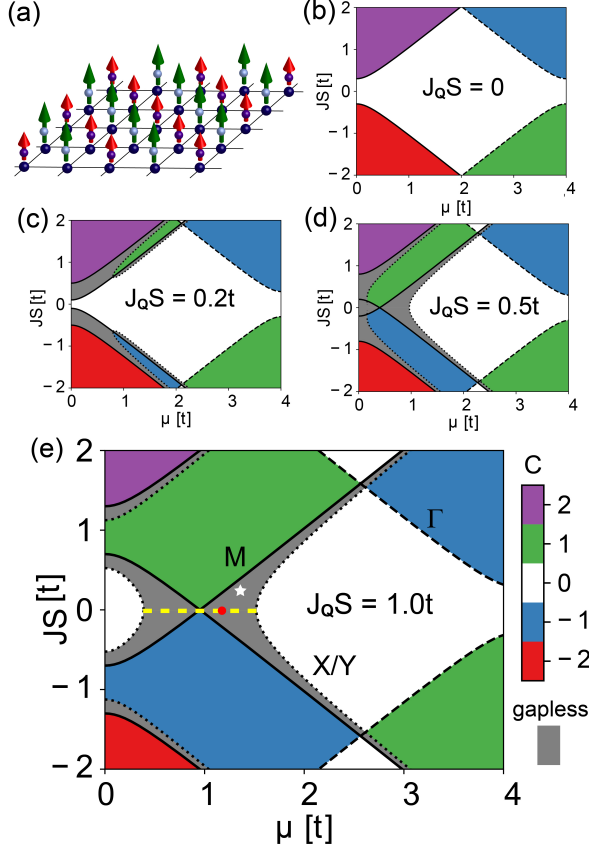 (a)
(b)
2
1
0
−1
−2
JS [t]
J_QS = 0
0 1 2 3 4
μ [t]
(c)
2
1
0
−1
−2
JS [t]
J_QS = 0.2t
0 1 2 3 4
μ [t]
(d)
2
1
0
−1
−2
JS [t]
J_QS = 0.5t
0 1 2 3 4
μ [t]
(e)
2
1
0
−1
−2
JS [t]
M
Γ
J_QS = 1.0t
X/Y
0 1 2 3 4
μ [t]
C
2
1
0
−1
−2
gapless